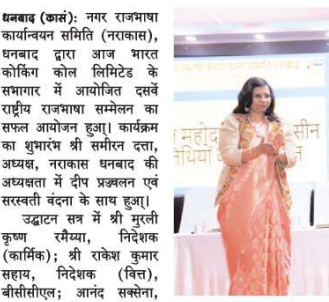 धनबाद (कासं): नगर राजभाषा
कार्यान्वयन समिति (नराकास),
धनबाद द्वारा आज भारत
कोकिंग कोल लिमिटेड के
सभागार में आयोजित दसवें
राष्ट्रीय राजभाषा सम्मेलन का
सफल आयोजन हुआ। कार्यक्रम
का शुभारंभ श्री समीरन दत्ता,
अध्यक्ष, नराकास धनबाद की
अध्यक्षता में दीप प्रज्वलन एवं
सरस्वती वंदना के साथ हुआ।
उद्घाटन सत्र में श्री मुरली
कृष्ण रमैय्या, निदेशक
(कार्मिक); श्री राकेश कुमार
सहाय, निदेशक (वित्त),
बीसीसीएल; आनंद सक्सेना,
महोद
सीन